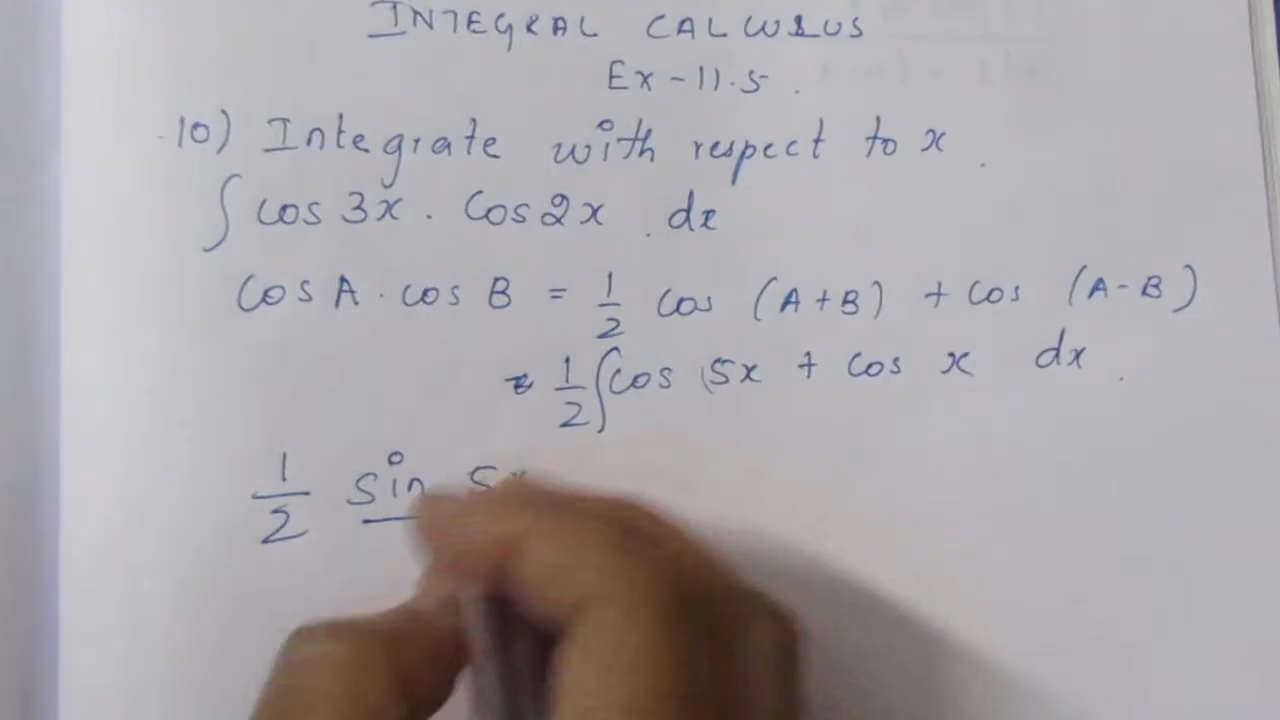 INTEGRAL CALCULUS
Ex - 11.5.
10) Integrate with respect to x.
∫ cos 3x . cos 2x . dx
cos A . cos B = 1/2 cos (A+B) + cos (A-B)
= 1/2 ∫ cos 5x + cos x dx.
1/2 sin 5x